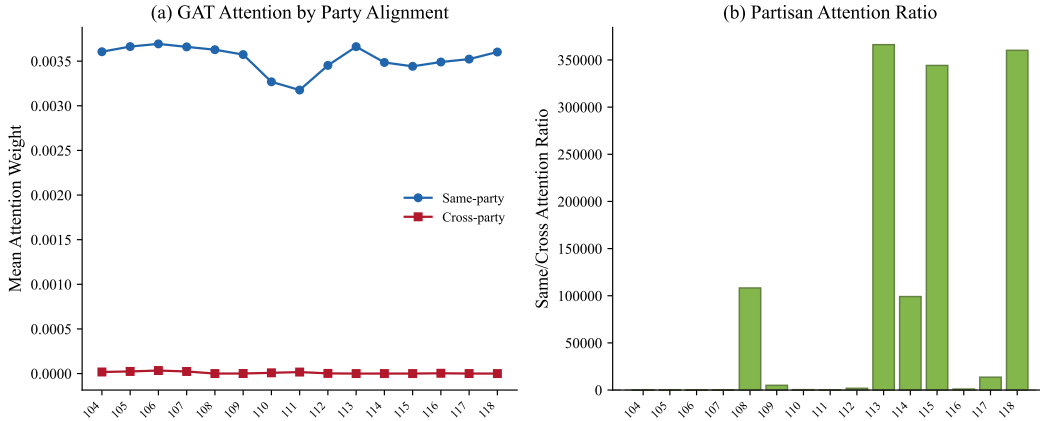 (a) GAT Attention by Party Alignment
Mean Attention Weight
0.0035
0.0030
0.0025
0.0020
0.0015
0.0010
0.0005
0.0000
Same-party
Cross-party
104 105 106 107 108 109 110 111 112 113 114 115 116 117 118
(b) Partisan Attention Ratio
Same/Cross Attention Ratio
350000
300000
250000
200000
150000
100000
50000
0
104 105 106 107 108 109 110 111 112 113 114 115 116 117 118